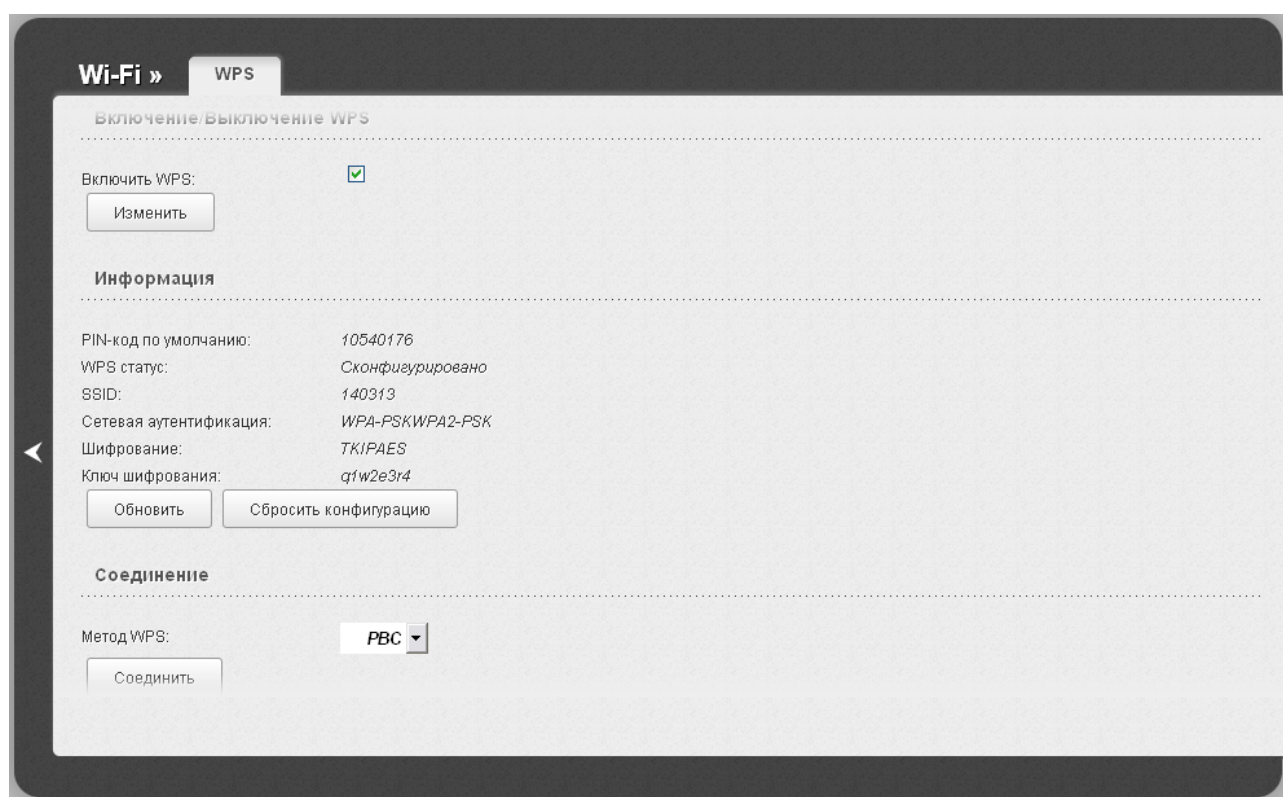 Wi-Fi » WPS
Включение/Выключение WPS
Включить WPS:
Изменить
Информация
PIN-код по умолчанию: 10540176
WPS статус: Сконфигурировано
SSID: 140313
Сетевая аутентификация: WPA-PSKWPA2-PSK
Шифрование: TKIPAES
Ключ шифрования: q1w2e3r4
Обновить Сбросить конфигурацию
Соединение
Метод WPS: PBC
Соединить